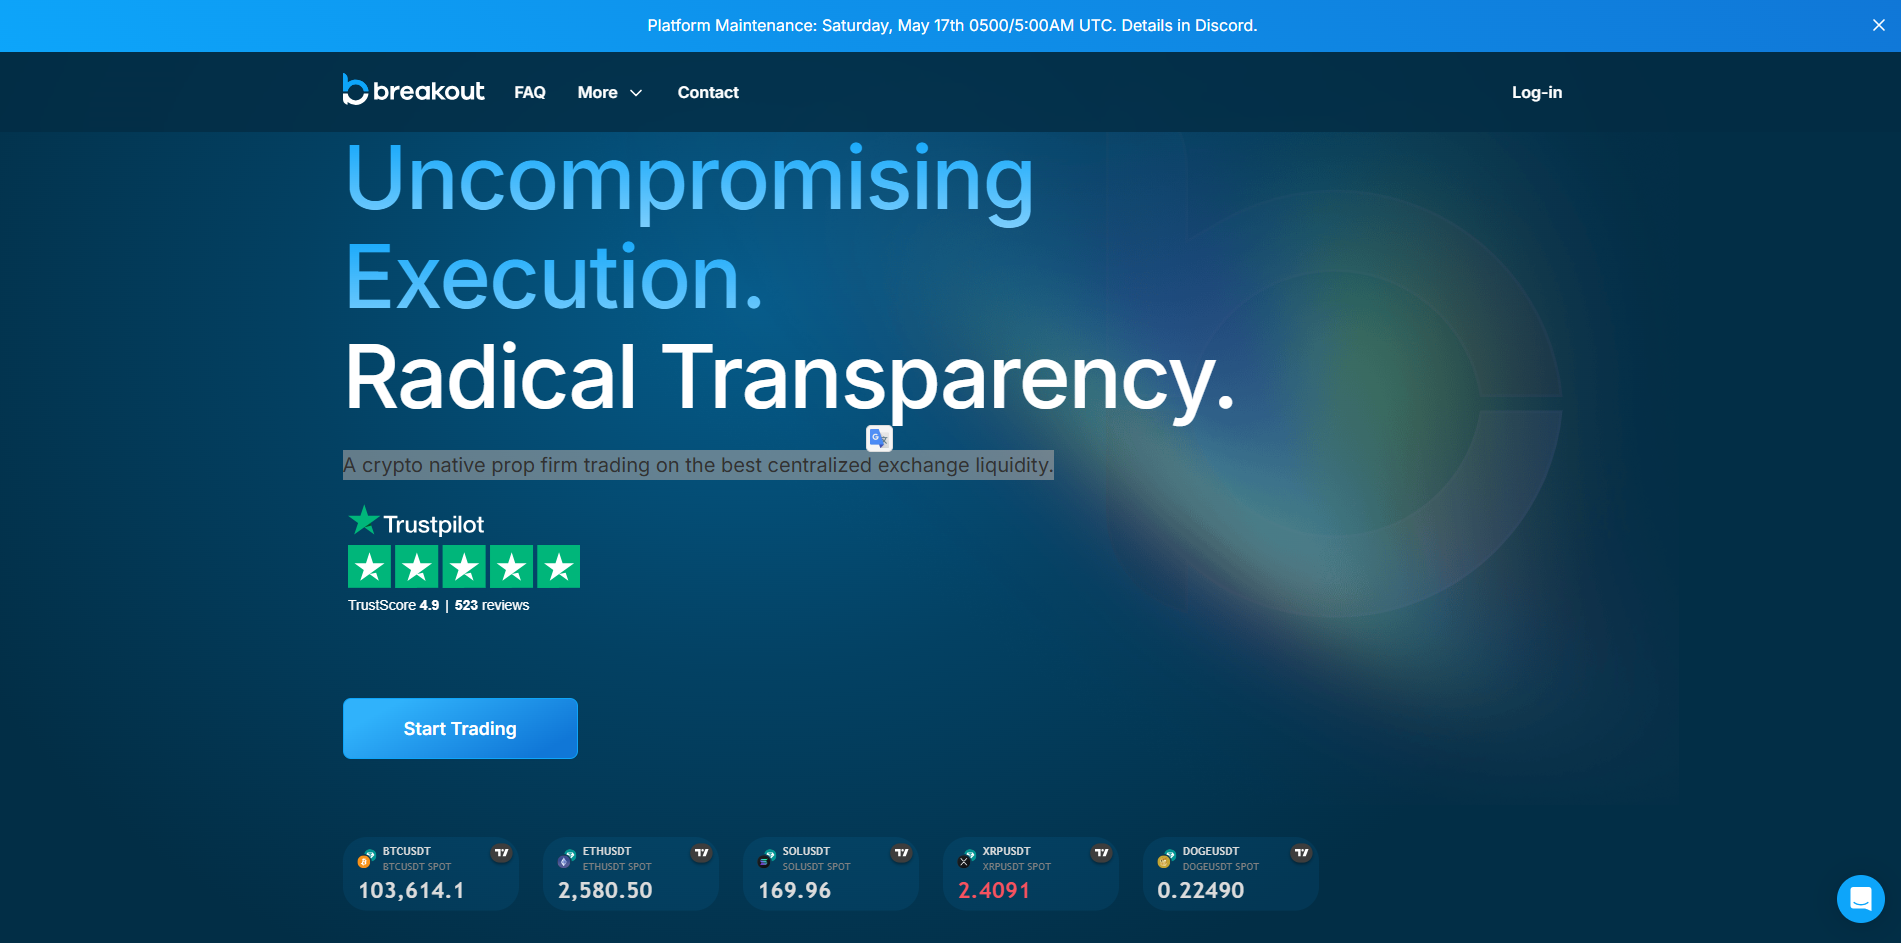 Platform Maintenance: Saturday, May 17th 0500/5:00AM UTC. Details in Discord.
breakout FAQ More Contact Log-in
Uncompromising
Execution.
Radical Transparency.
A crypto native prop firm trading on the best centralized exchange liquidity.
Trustpilot
TrustScore 4.9 | 523 reviews
Start Trading
BTCUSDT
BTCUSDT SPOT
103,614.1
ETHUSDT
ETHUSDT SPOT
2,580.50
SOLUSDT
SOLUSDT SPOT
169.96
XRPUSDT
XRPUSDT SPOT
2.4091
DOGEUSDT
DOGEUSDT SPOT
0.22490